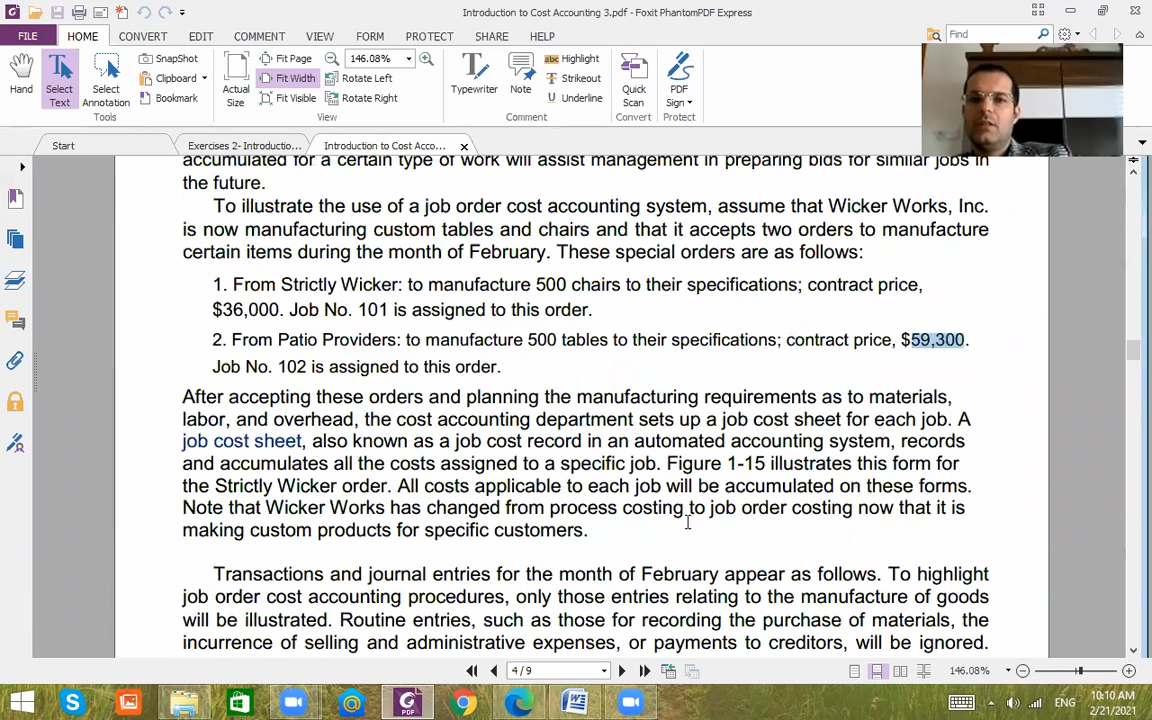 Introduction to Cost Accounting 3.pdf - Foxit PhantomPDF Express
FILE HOME CONVERT EDIT COMMENT VIEW FORM PROTECT SHARE HELP Find
Hand
Select Text
Select Annotation
SnapShot
Clipboard
Bookmark
Tools
Actual Size
Fit Page
Fit Width
Fit Visible
146.08%
Rotate Left
Rotate Right
View
Typewriter
Note
Highlight
Strikeout
Underline
Comment
Quick Scan
Convert
PDF Sign
Protect
Start Exercises 2- Introductio... Introduction to Cost Acco...
accumulated for a certain type of work will assist management in preparing bids for similar jobs in
the future.
To illustrate the use of a job order cost accounting system, assume that Wicker Works, Inc.
is now manufacturing custom tables and chairs and that it accepts two orders to manufacture
certain items during the month of February. These special orders are as follows:
1. From Strictly Wicker: to manufacture 500 chairs to their specifications; contract price,
$36,000. Job No. 101 is assigned to this order.
2. From Patio Providers: to manufacture 500 tables to their specifications; contract price, $59,300.
Job No. 102 is assigned to this order.
After accepting these orders and planning the manufacturing requirements as to materials,
labor, and overhead, the cost accounting department sets up a job cost sheet for each job. A
job cost sheet, also known as a job cost record in an automated accounting system, records
and accumulates all the costs assigned to a specific job. Figure 1-15 illustrates this form for
the Strictly Wicker order. All costs applicable to each job will be accumulated on these forms.
Note that Wicker Works has changed from process costing to job order costing now that it is
making custom products for specific customers.
Transactions and journal entries for the month of February appear as follows. To highlight
job order cost accounting procedures, only those entries relating to the manufacture of goods
will be illustrated. Routine entries, such as those for recording the purchase of materials, the
incurrence of selling and administrative expenses, or payments to creditors, will be ignored.
4 / 9
146.08%
ENG
10:10 AM
2/21/2021